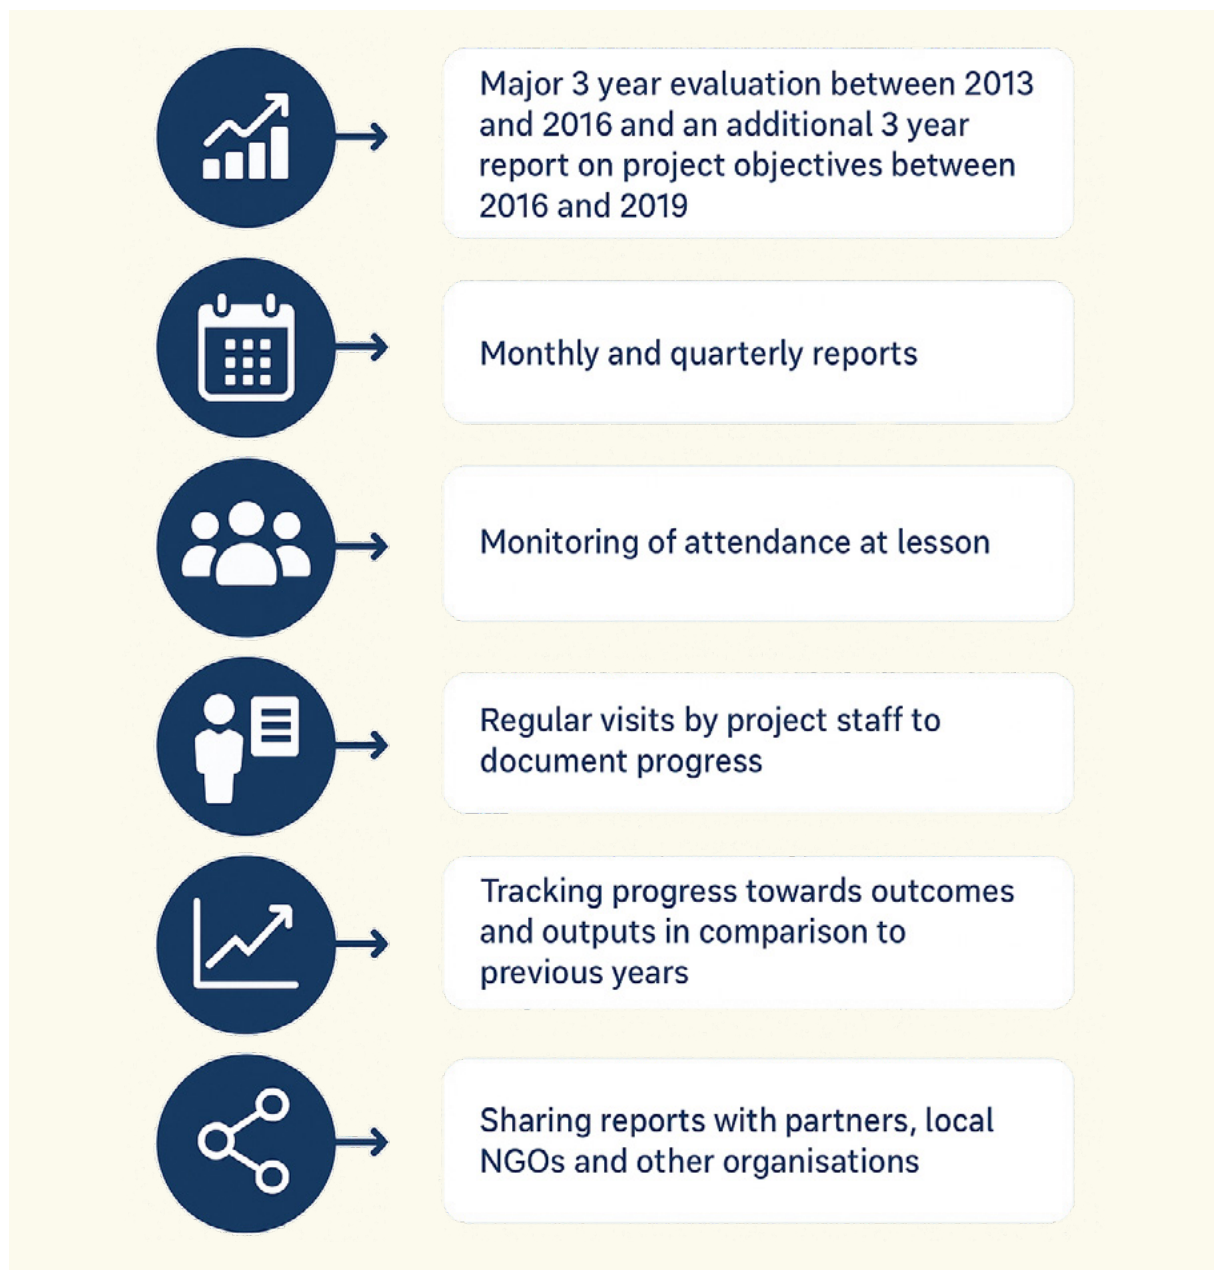 Major 3 year evaluation between 2013
and 2016 and an additional 3 year
report on project objectives between
2016 and 2019
Monthly and quarterly reports
Monitoring of attendance at lesson
Regular visits by project staff to
document progress
Tracking progress towards outcomes
and outputs in comparison to
previous years
Sharing reports with partners, local
NGOs and other organisations